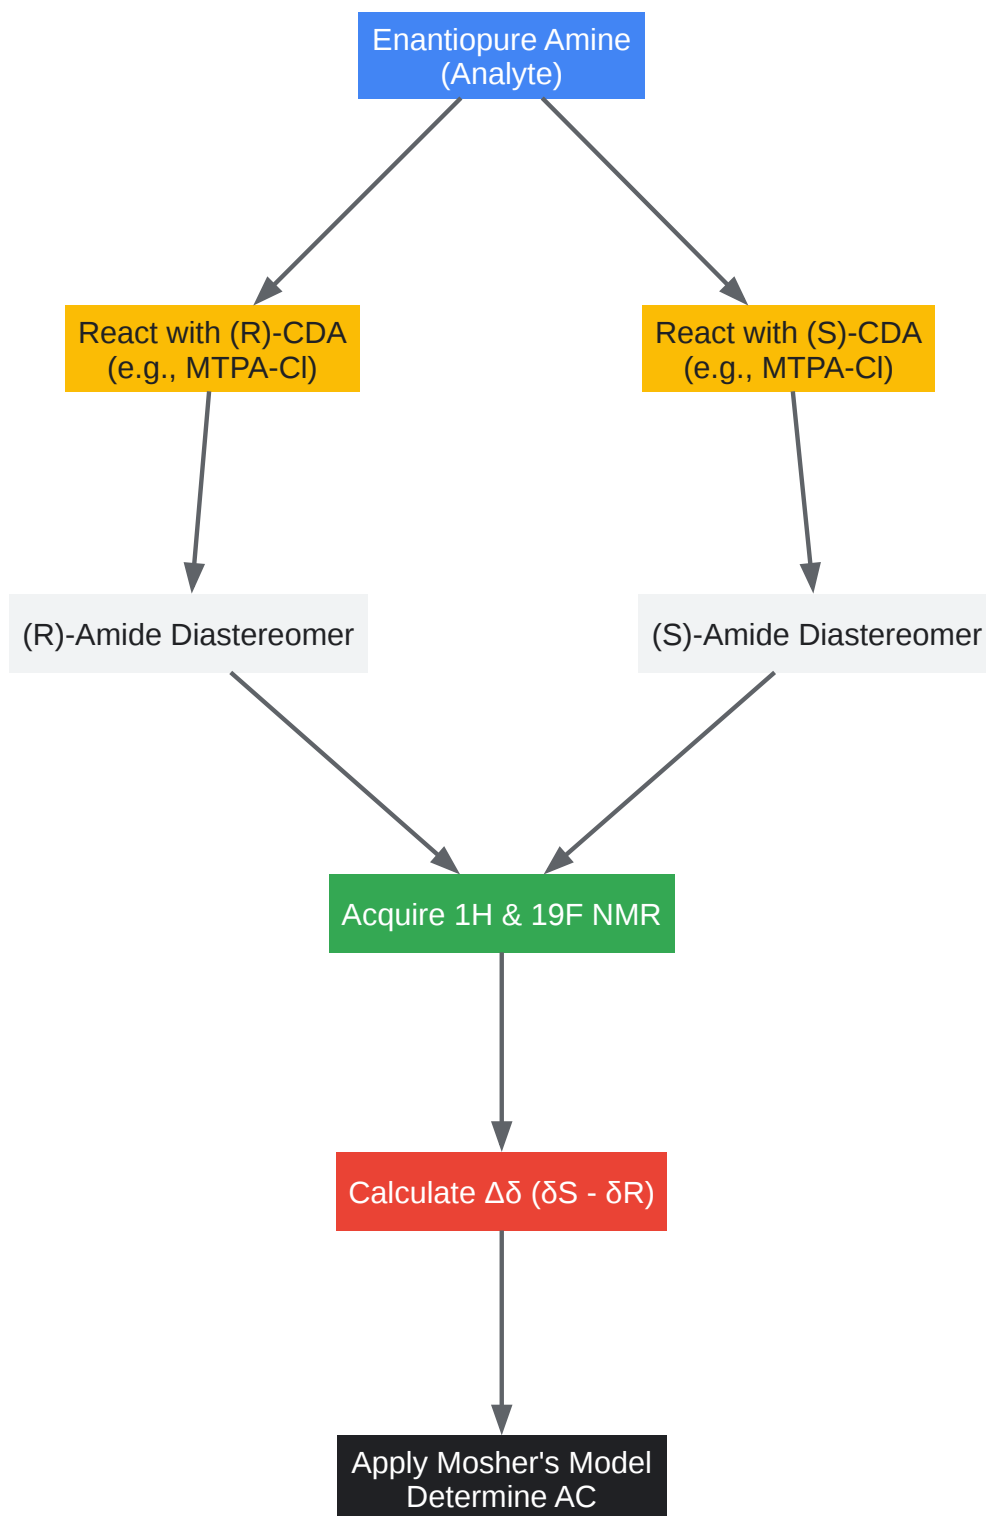 Enantiopure Amine
(Analyte)
React with (R)-CDA
(e.g., MTPA-Cl)
React with (S)-CDA
(e.g., MTPA-Cl)
(R)-Amide Diastereomer
(S)-Amide Diastereomer
Acquire 1H & 19F NMR
Calculate Δδ (δS - δR)
Apply Mosher's Model
Determine AC